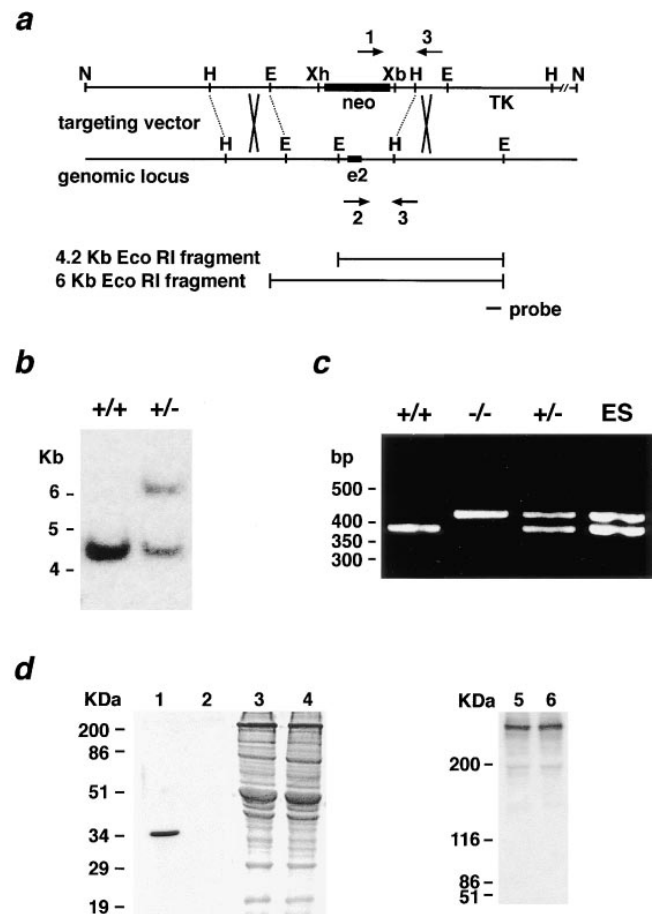 a
1 3
N H E Xh Xb H E H N
neo TK
targeting vector
H E E H E
genomic locus e2
2 3
4.2 Kb Eco RI fragment
6 Kb Eco RI fragment
probe
b
+/+ +/-
Kb
6
5
4
c
+/+ -/- +/- ES
bp
500
400
350
300
d
KDa 1 2 3 4
200
86
51
34
29
19
KDa 5 6
200
116
86
51